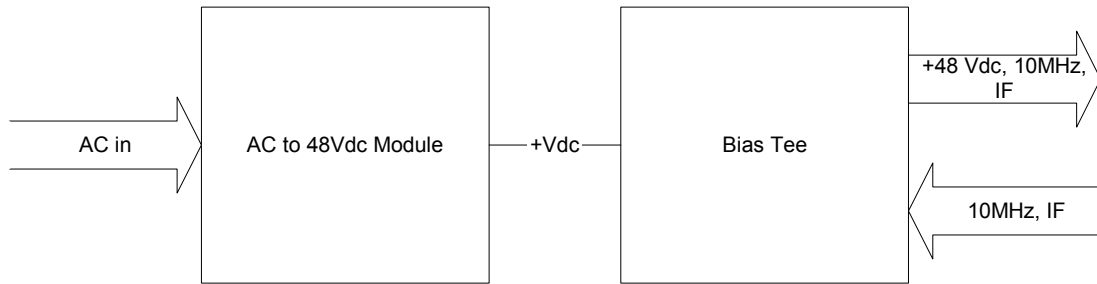 AC in
AC to 48Vdc Module
+Vdc
Bias Tee
+48 Vdc, 10MHz,
IF
10MHz, IF